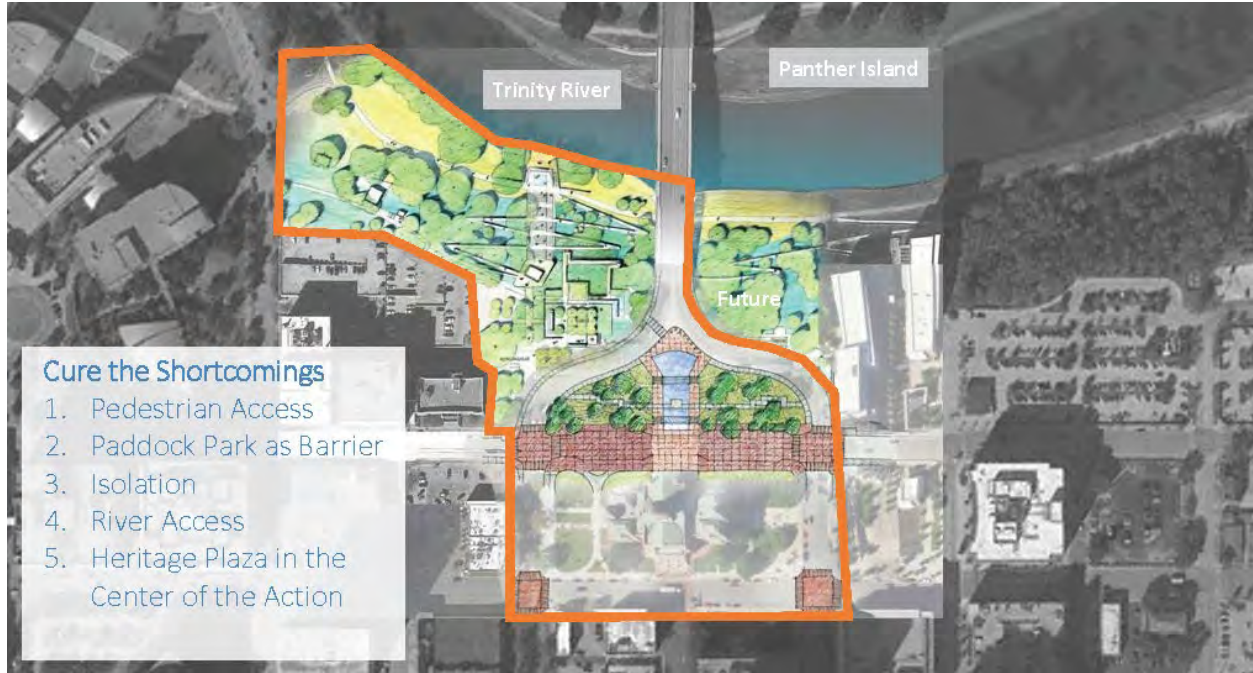 Trinity River
Panther Island
Future
Cure the Shortcomings
1. Pedestrian Access
2. Paddock Park as Barrier
3. Isolation
4. River Access
5. Heritage Plaza in the
Center of the Action